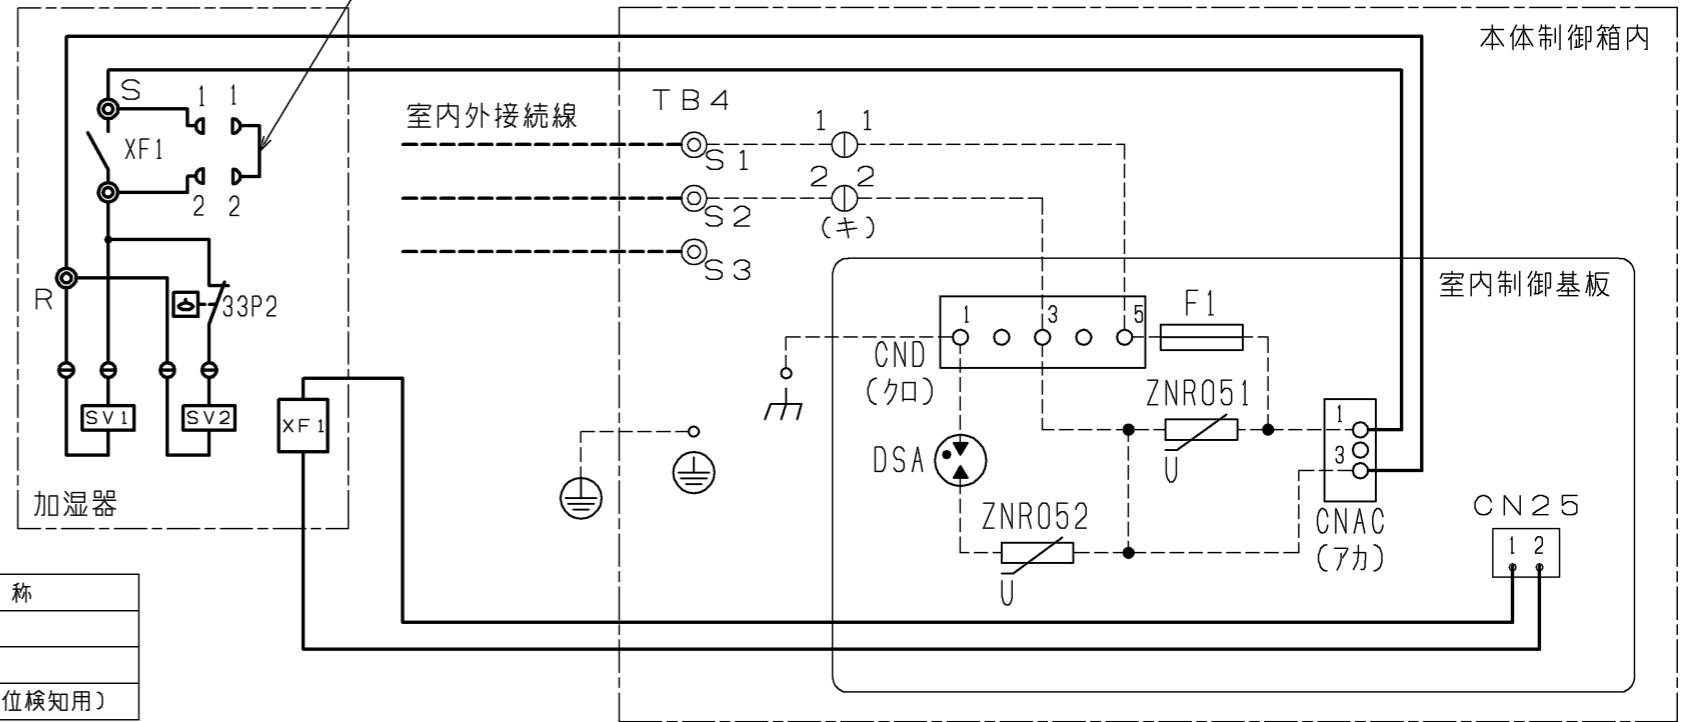 本体制御箱内
S
1 1
XF1
2 2
室内外接続線
TB4
1 1
S1
2 2
S2
(キ)
S3
R
33P2
室内制御基板
1 3 5
F1
CND
(クロ)
ZNR051
U
1
3
SV1
SV2
XF1
DSA
ZNR052
U
CNAC
(アカ)
CN25
1 2
加湿器
称
位検知用)